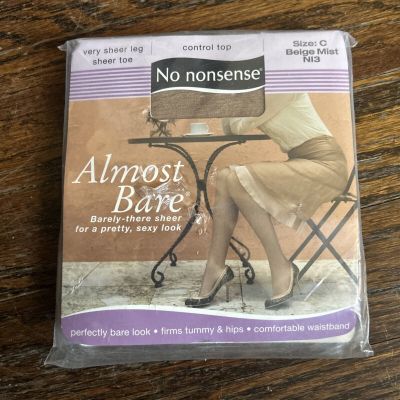 very sheer leg
sheer toe
control top
Size: C
Beige Mist
NI3
No nonsense®
Almost
Bare®
Barely-there sheer
for a pretty, sexy look
perfectly bare look • firms tummy & hips • comfortable waistband